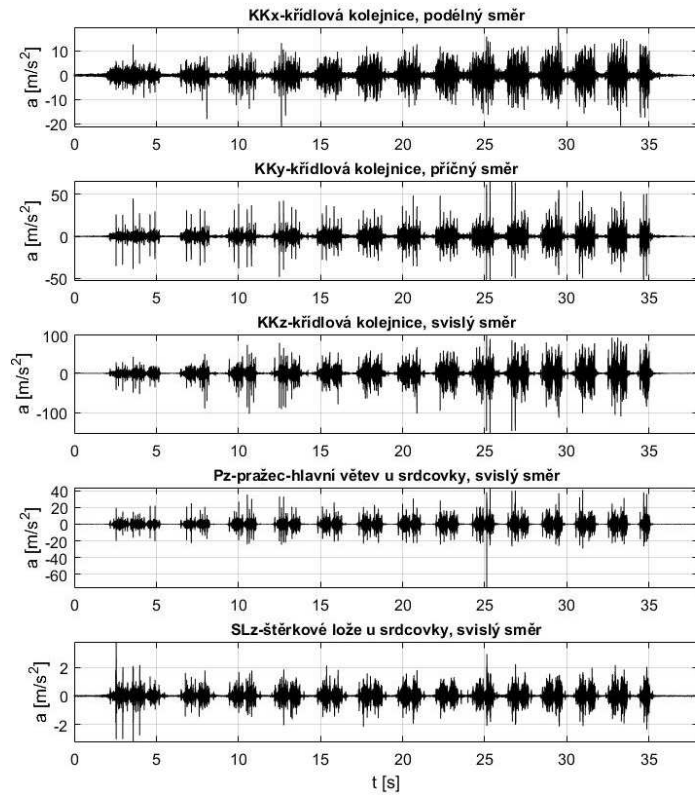 KKx-křídlová kolejnice, podélný směr
10
0
-10
-20
a [m/s²]
0 5 10 15 20 25 30 35
KKy-křídlová kolejnice, příčný směr
50
0
-50
a [m/s²]
0 5 10 15 20 25 30 35
KKz-křídlová kolejnice, svislý směr
100
0
-100
a [m/s²]
0 5 10 15 20 25 30 35
Pz-pražec-hlavní větev u srdcovky, svislý směr
40
20
0
-20
-40
-60
a [m/s²]
0 5 10 15 20 25 30 35
SLz-štěrkové lože u srdcovky, svislý směr
2
0
-2
a [m/s²]
0 5 10 15 20 25 30 35
t [s]